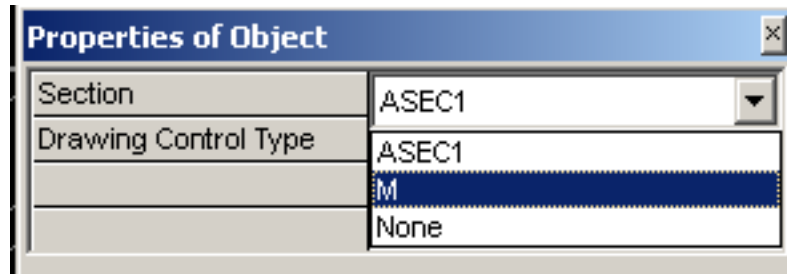 Properties of Object
Section ASEC1
Drawing Control Type ASEC1
M
None